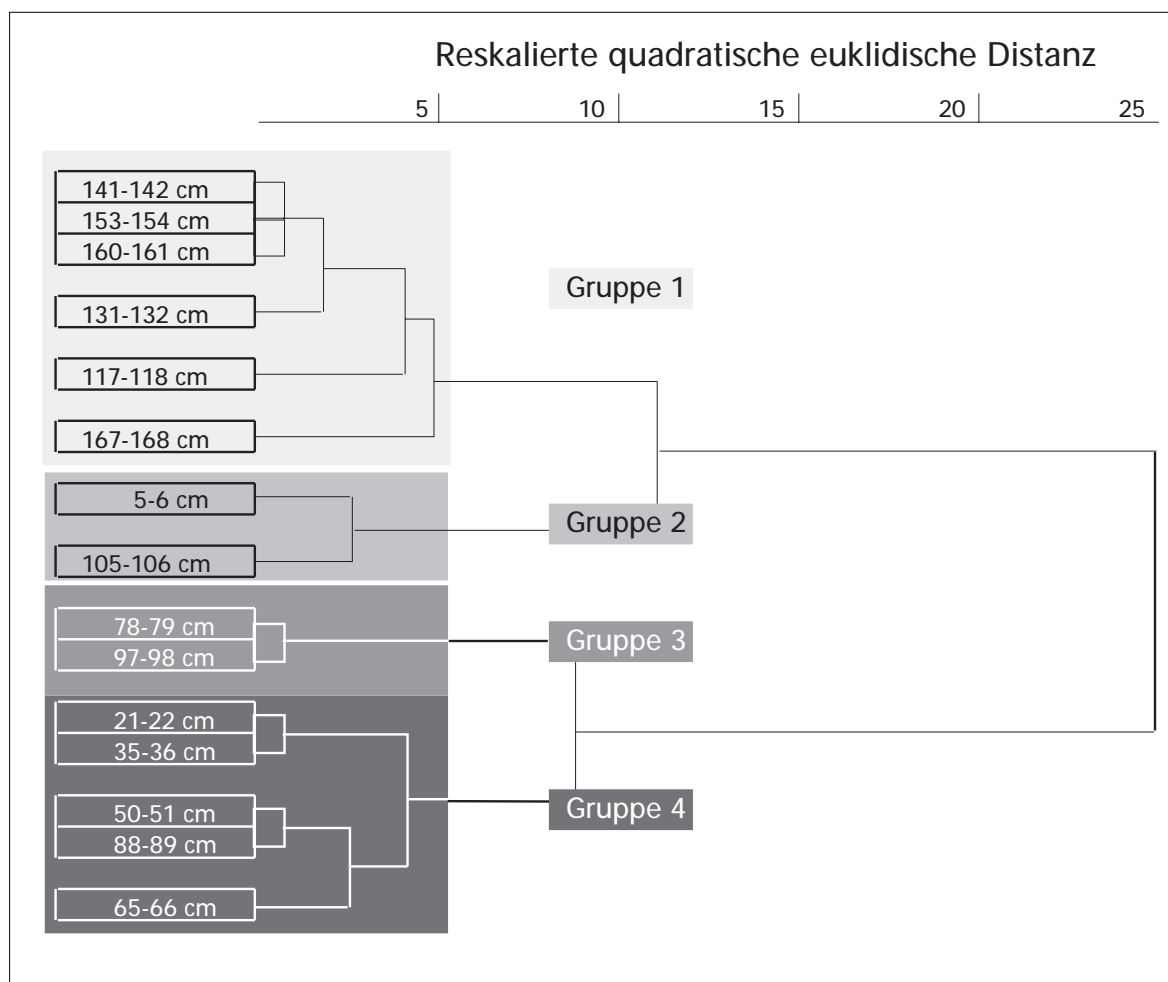 Reskalierte quadratische euklidische Distanz
5 10 15 20 25
141-142 cm
153-154 cm
160-161 cm
Gruppe 1
131-132 cm
117-118 cm
167-168 cm
5-6 cm
Gruppe 2
105-106 cm
78-79 cm
Gruppe 3
97-98 cm
21-22 cm
35-36 cm
Gruppe 4
50-51 cm
88-89 cm
65-66 cm